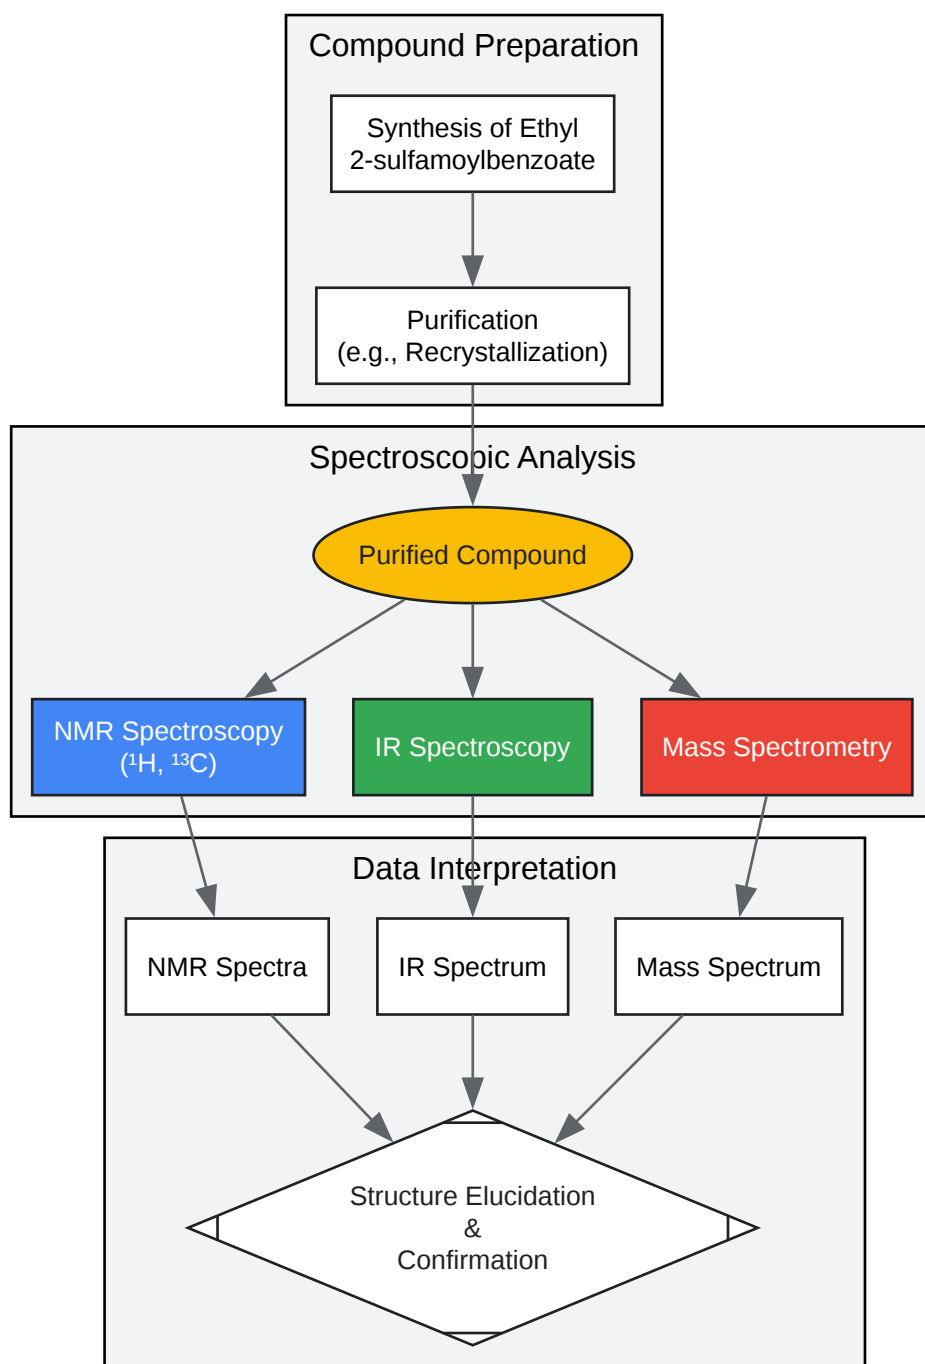 Compound Preparation
Synthesis of Ethyl
2-sulfamoylbenzoate
Purification
(e.g., Recrystallization)
Spectroscopic Analysis
Purified Compound
NMR Spectroscopy
(¹H, ¹³C)
IR Spectroscopy
Mass Spectrometry
Data Interpretation
NMR Spectra
IR Spectrum
Mass Spectrum
Structure Elucidation
&
Confirmation